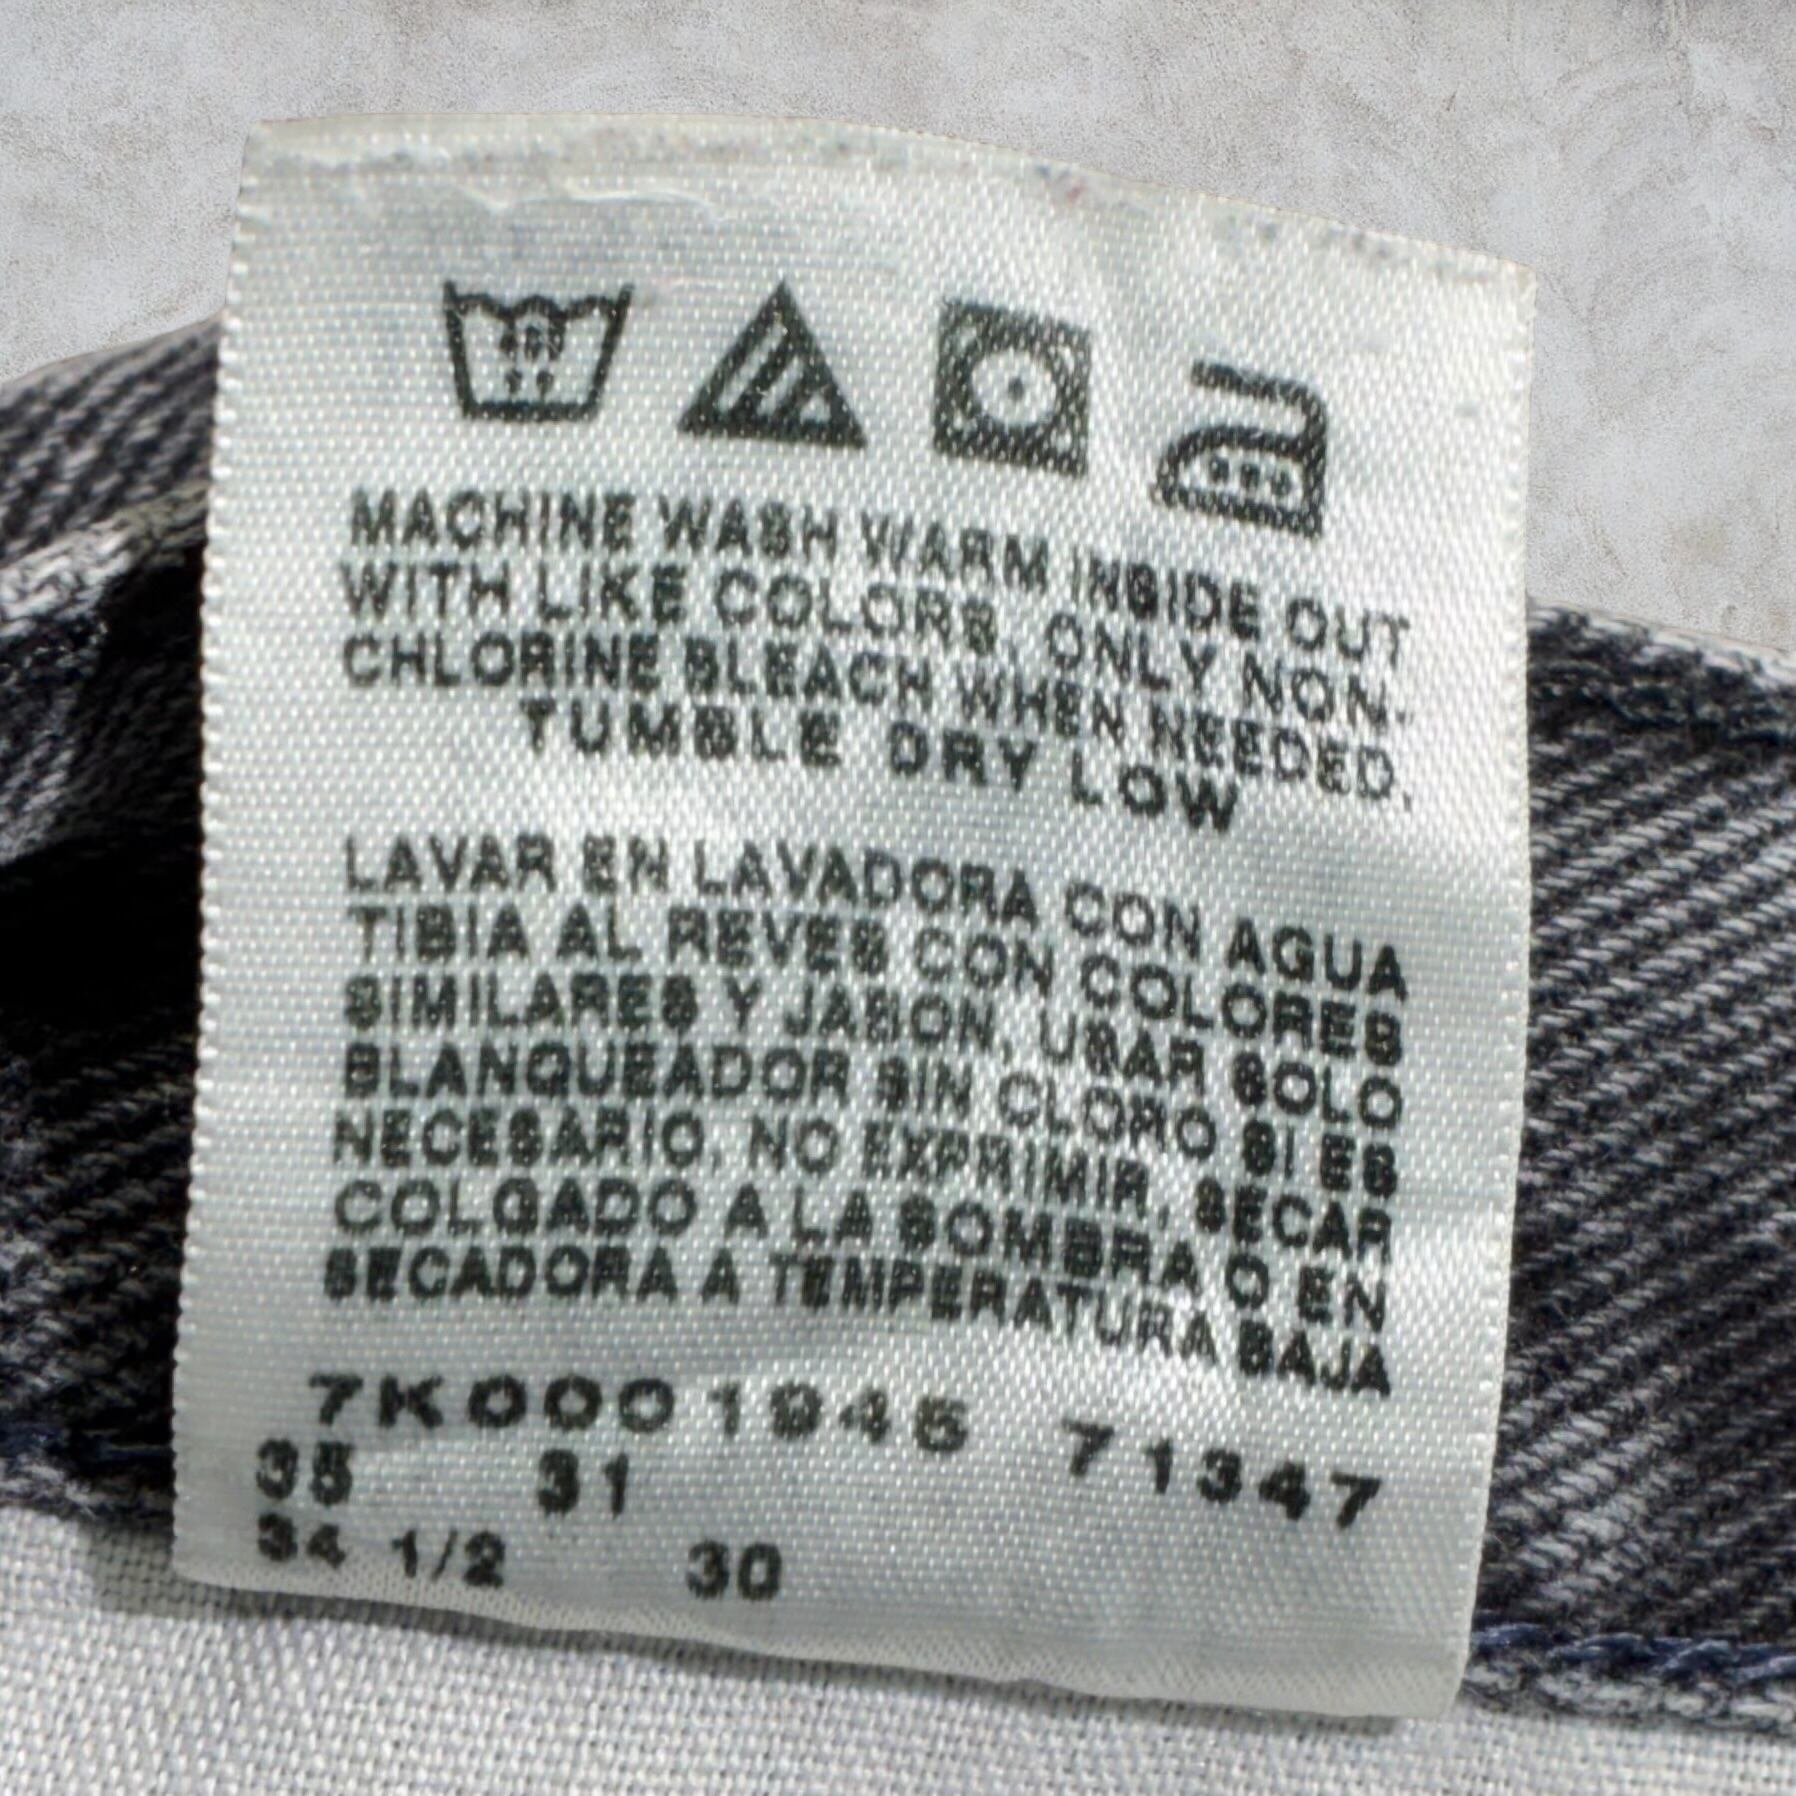 MACHINE WASH WARM INSIDE OUT
WITH LIKE COLORS. ONLY NON-
CHLORINE BLEACH WHEN NEEDED.
TUMBLE DRY LOW
LAVAR EN LAVADORA CON AGUA
TIBIA AL REVES CON COLORES
SIMILARES Y JABON, USAR SOLO
BLANQUEADOR SIN CLORO SI ES
NECESARIO, NO EXPRIMIR, SECAR
COLGADO A LA SOMBRA O EN
SECADORA A TEMPERATURA BAJA
7K0001945 71347
35 31
34 1/2 30